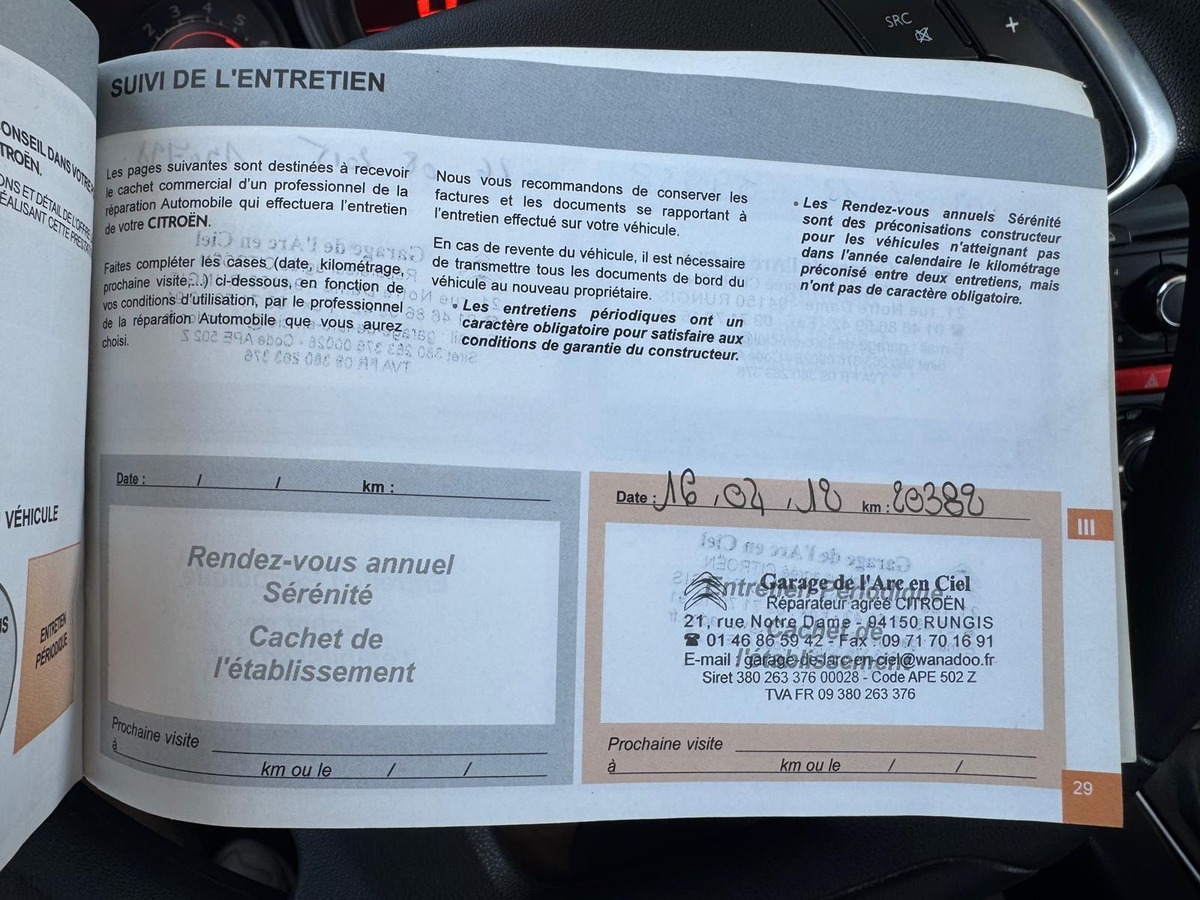 SRC
SUIVI DE L'ENTRETIEN
Les pages suivantes sont destinées à recevoir
le cachet commercial d'un professionnel de la
réparation Automobile qui effectuera l'entretien
de votre CITROËN.
Faites compléter les cases (date, kilométrage,
prochaine visite,...) ci-dessous, en fonction de
vos conditions d'utilisation, par le professionnel
de la réparation Automobile que vous aurez
choisi.
Nous vous recommandons de conserver les
factures et les documents se rapportant à
l'entretien effectué sur votre véhicule.
En cas de revente du véhicule, il est nécessaire
de transmettre tous les documents de bord du
véhicule au nouveau propriétaire.
• Les entretiens périodiques ont un
caractère obligatoire pour satisfaire aux
conditions de garantie du constructeur.
• Les Rendez-vous annuels Sérénité
sont des préconisations constructeur
pour les véhicules n'atteignant pas
dans l'année calendaire le kilométrage
préconisé entre deux entretiens, mais
n'ont pas de caractère obligatoire.
VÉHICULE
ENTRETIEN
PÉRIODIQUE
Date : / / km :
Rendez-vous annuel
Sérénité
Cachet de
l'établissement
Prochaine visite
à km ou le / /
Date : 16 , 04 , 12 km : 20382
Entretien Périodique
Garage de l'Arc en Ciel
Réparateur agréé CITROËN
21, rue Notre Dame - 94150 RUNGIS
Cachet de
☎ 01 46 86 59 42 - Fax 09 71 70 16 91
l'établissement
E-mail : garage-de-larc-en-ciel@wanadoo.fr
Siret 380 263 376 00028 - Code APE 502 Z
TVA FR 09 380 263 376
Prochaine visite
à km ou le / /
III
29